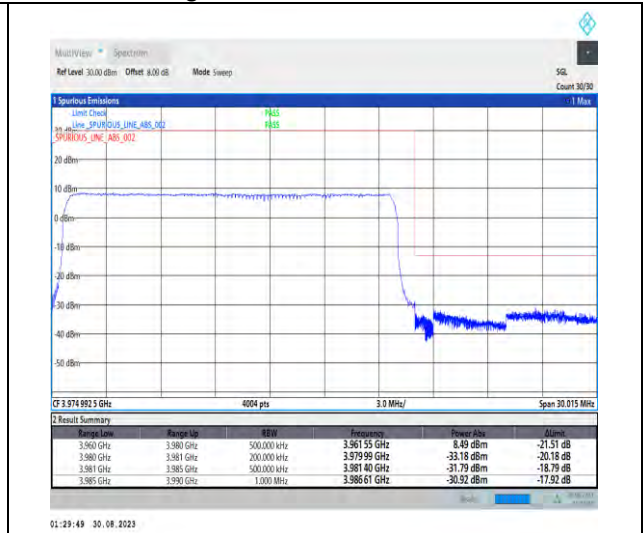 MultiView Spectrum
Ref Level 30.00 dBm Offset 8.00 dB Mode Sweep SGL
Count 30/30
1 Spurious Emissions 1 Max
Limit Check PASS
Line _SPURIOUS_LINE_ABS_002 PASS
_SPURIOUS_LINE_ABS_002
20 dBm
10 dBm
0 dBm
-10 dBm
-20 dBm
-30 dBm
-40 dBm
-50 dBm
CF 3.974 992 5 GHz 4004 pts 3.0 MHz/ Span 30.015 MHz
2 Result Summary
Range Low Range Up RBW Frequency Power Abs ΔLimit
3.960 GHz 3.980 GHz 500.000 kHz 3.961 55 GHz 8.49 dBm -21.51 dB
3.980 GHz 3.981 GHz 200.000 kHz 3.979 99 GHz -33.18 dBm -20.18 dB
3.981 GHz 3.985 GHz 500.000 kHz 3.981 40 GHz -31.79 dBm -18.79 dB
3.985 GHz 3.990 GHz 1.000 MHz 3.986 61 GHz -30.92 dBm -17.92 dB
01:29:49 30.08.2023